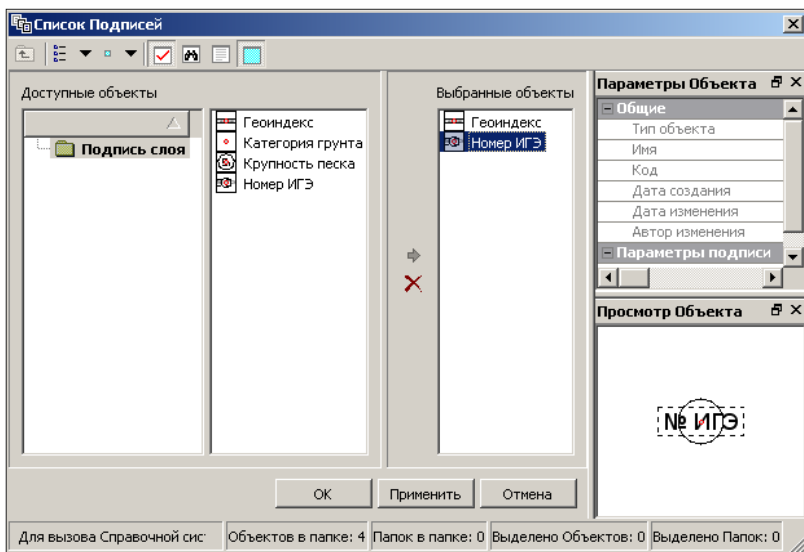 Список Подписей
Доступные объекты
Подпись слоя
Геоиндекс
Категория грунта
Крупность песка
Номер ИГЭ
Выбранные объекты
Геоиндекс
Номер ИГЭ
Параметры Объекта
Общие
Тип объекта
Имя
Код
Дата создания
Дата изменения
Автор изменения
Параметры подписи
Просмотр Объекта
№ ИГЭ
ОК
Применить
Отмена
Для вызова Справочной сис
Объектов в папке: 4
Папок в папке: 0
Выделено Объектов: 0
Выделено Папок: 0